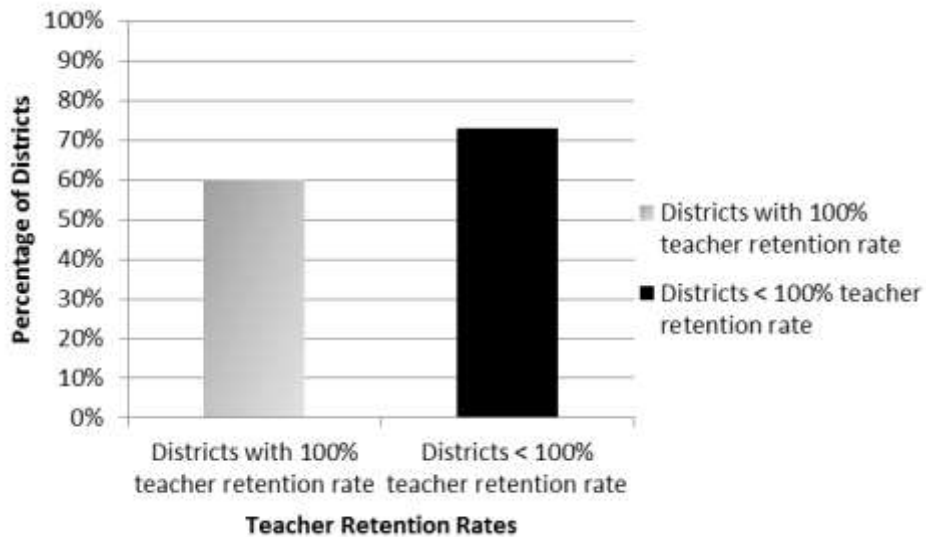 100%
90%
80%
70%
60%
50%
40%
30%
20%
10%
0%
Percentage of Districts
Districts with 100%
teacher retention rate
Districts < 100%
teacher retention rate
Teacher Retention Rates
Districts with 100%
teacher retention rate
Districts < 100% teacher
retention rate